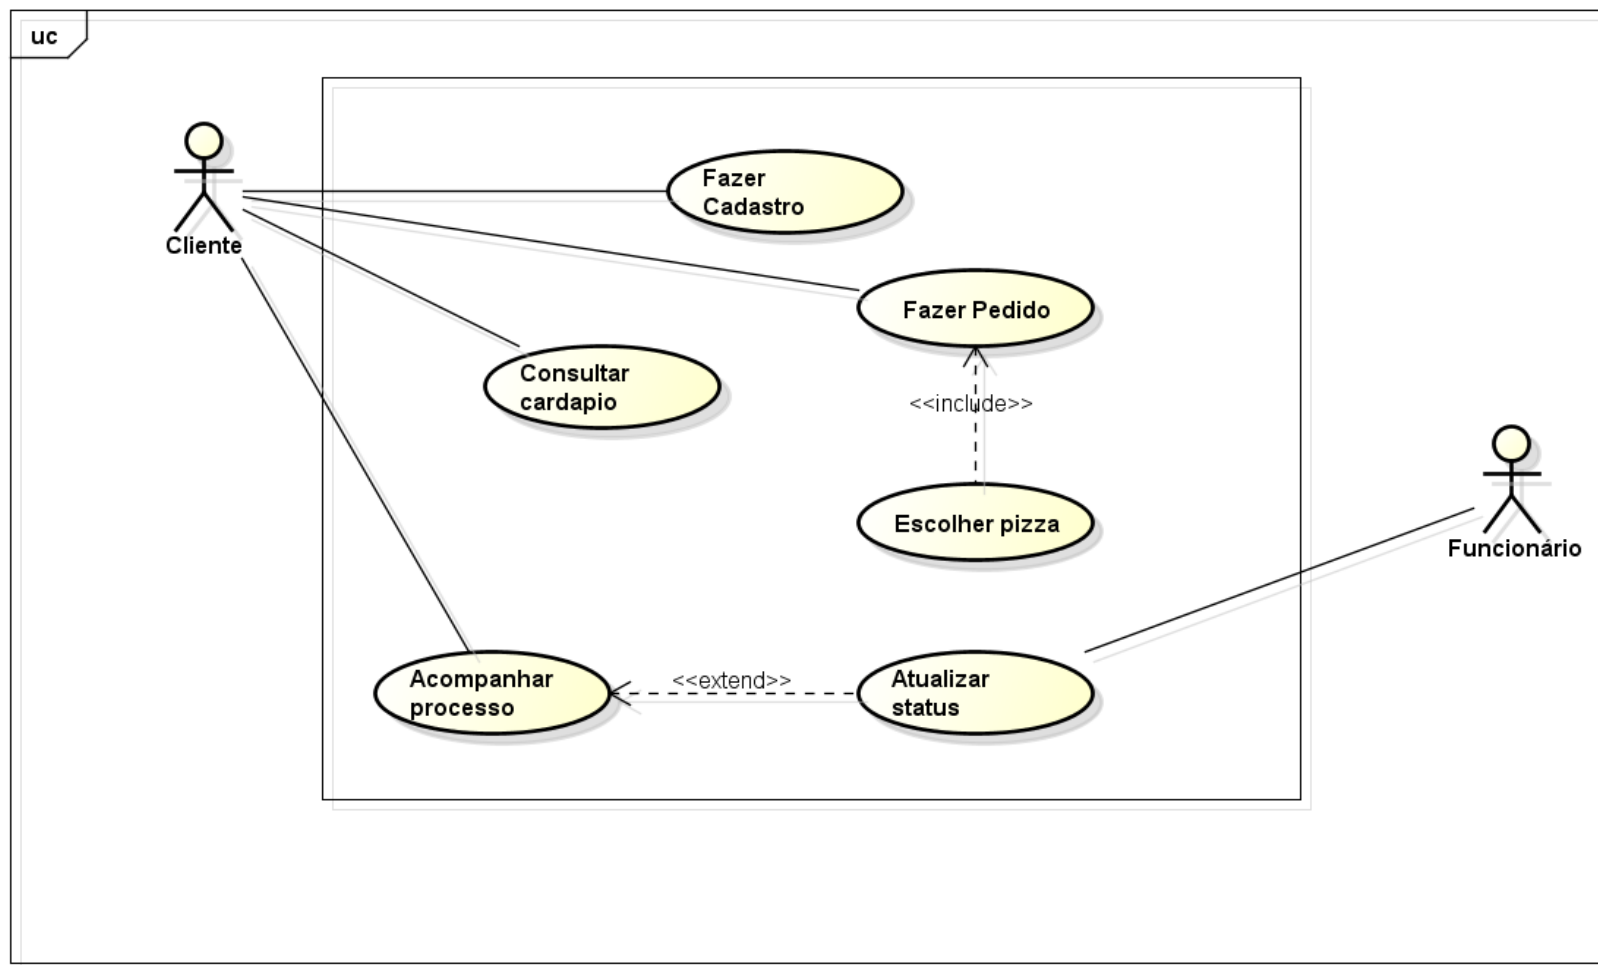 uc
Cliente
Fazer
Cadastro
Fazer Pedido
Consultar
cardapio
<<include>>
Escolher pizza
Funcionário
Acompanhar
processo
<<extend>>
Atualizar
status